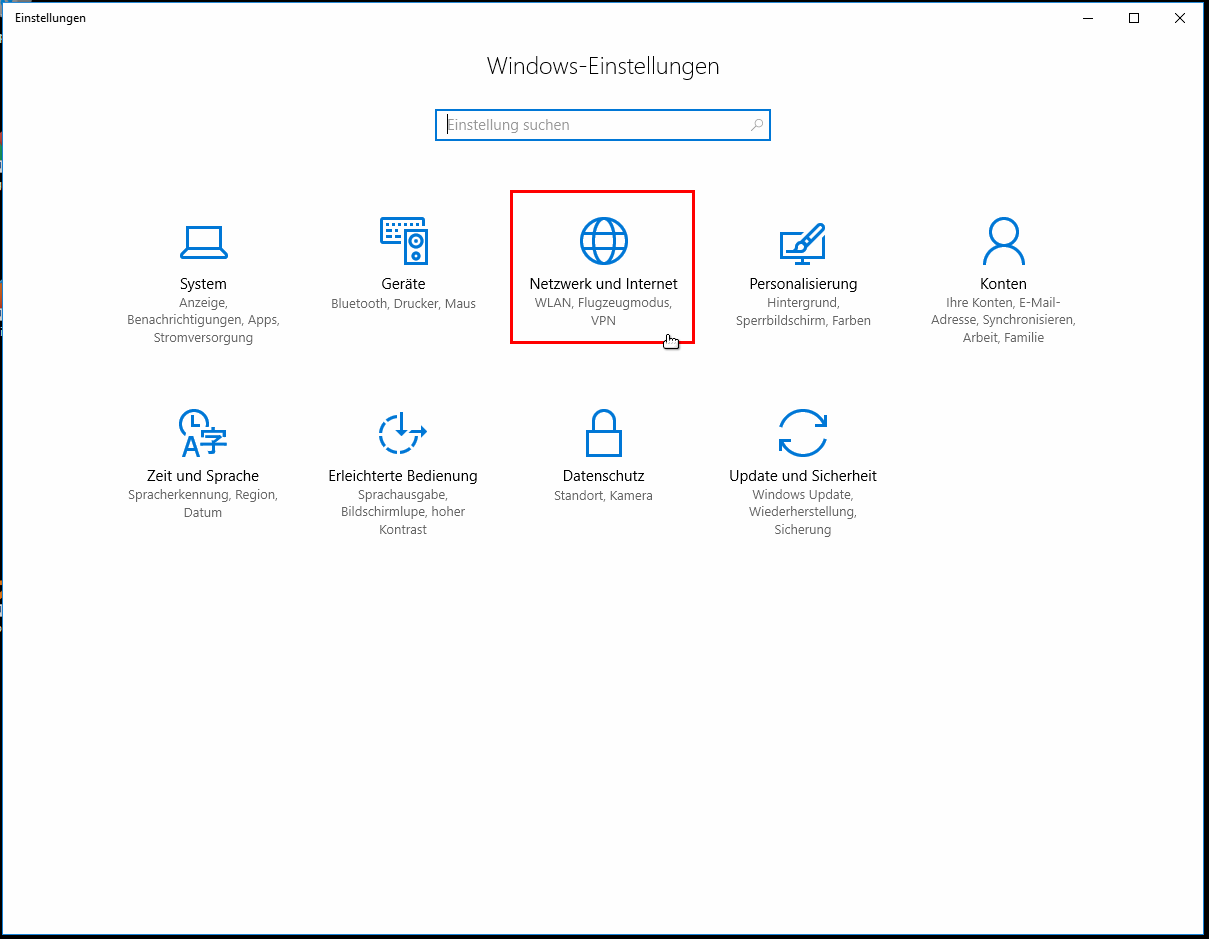 Einstellungen
Windows-Einstellungen
Einstellung suchen
System
Anzeige,
Benachrichtigungen, Apps,
Stromversorgung
Geräte
Bluetooth, Drucker, Maus
Netzwerk und Internet
WLAN, Flugzeugmodus,
VPN
Personalisierung
Hintergrund,
Sperrbildschirm, Farben
Konten
Ihre Konten, E-Mail-
Adresse, Synchronisieren,
Arbeit, Familie
Zeit und Sprache
Spracherkennung, Region,
Datum
Erleichterte Bedienung
Sprachausgabe,
Bildschirmlupe, hoher
Kontrast
Datenschutz
Standort, Kamera
Update und Sicherheit
Windows Update,
Wiederherstellung,
Sicherung